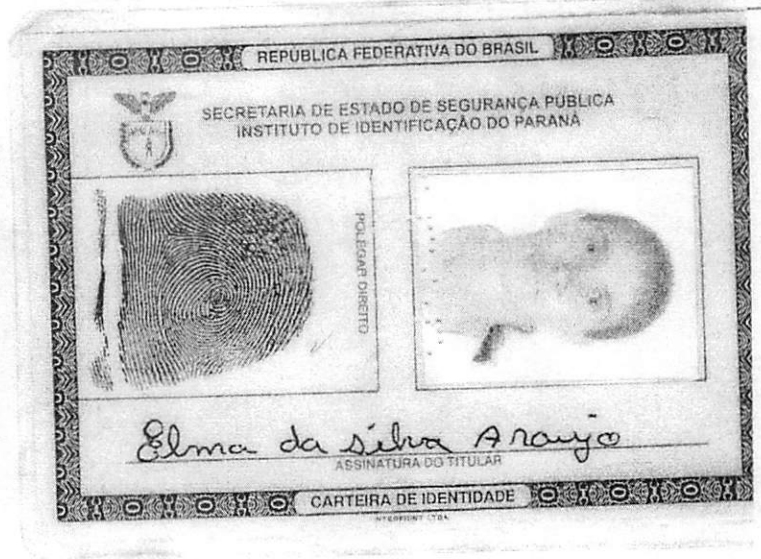 REPÚBLICA FEDERATIVA DO BRASIL
SECRETARIA DE ESTADO DE SEGURANÇA PÚBLICA
INSTITUTO DE IDENTIFICAÇÃO DO PARANÁ
POLEGAR DIREITO
Elma da Silva Araujo
ASSINATURA DO TITULAR
CARTEIRA DE IDENTIDADE